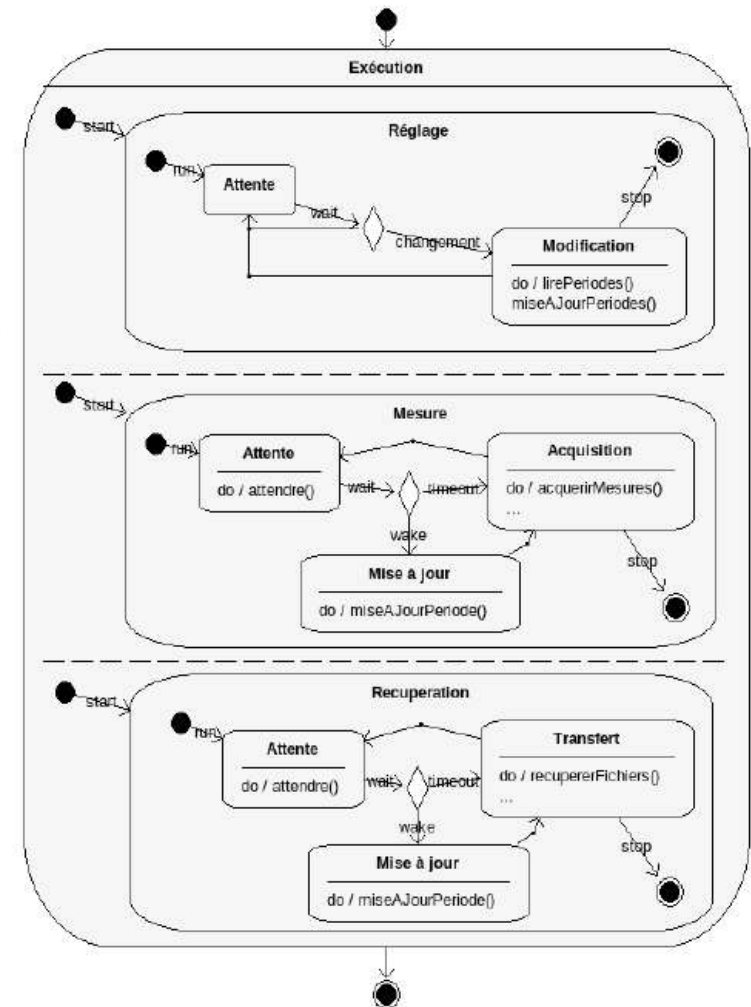 Exécution
start
Réglage
run
Attente
wait
changement
stop
Modification
do / lirePeriodes()
miseAJourPeriodes()
start
Mesure
run
Attente
do / attendre()
wait
timeout
Acquisition
do / acquerirMesures()
...
wake
stop
Mise à jour
do / miseAJourPeriode()
start
Recuperation
run
Attente
do / attendre()
wait
timeout
Transfert
do / recupererFichiers()
...
wake
stop
Mise à jour
do / miseAJourPeriode()